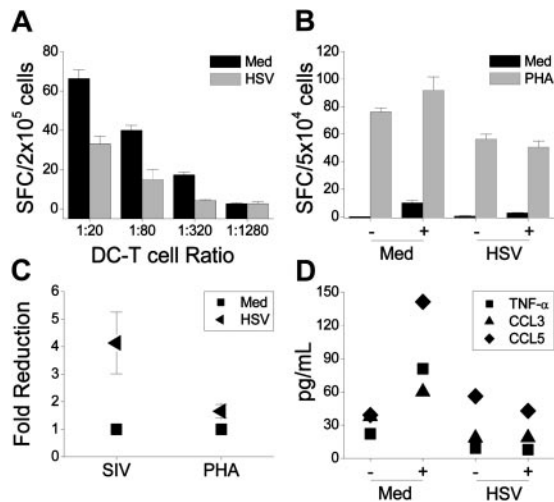 A
80
60
40
20
0
SFC/2x10⁵ cells
Med
HSV
1:20 1:80 1:320 1:1280
DC-T cell Ratio
B
120
100
80
60
40
20
0
SFC/5x10⁴ cells
Med
PHA
- + - +
Med HSV
C
6
5
4
3
2
1
0
Fold Reduction
Med
HSV
SIV PHA
D
150
120
90
60
30
0
pg/mL
TNF-α
CCL3
CCL5
- + - +
Med HSV